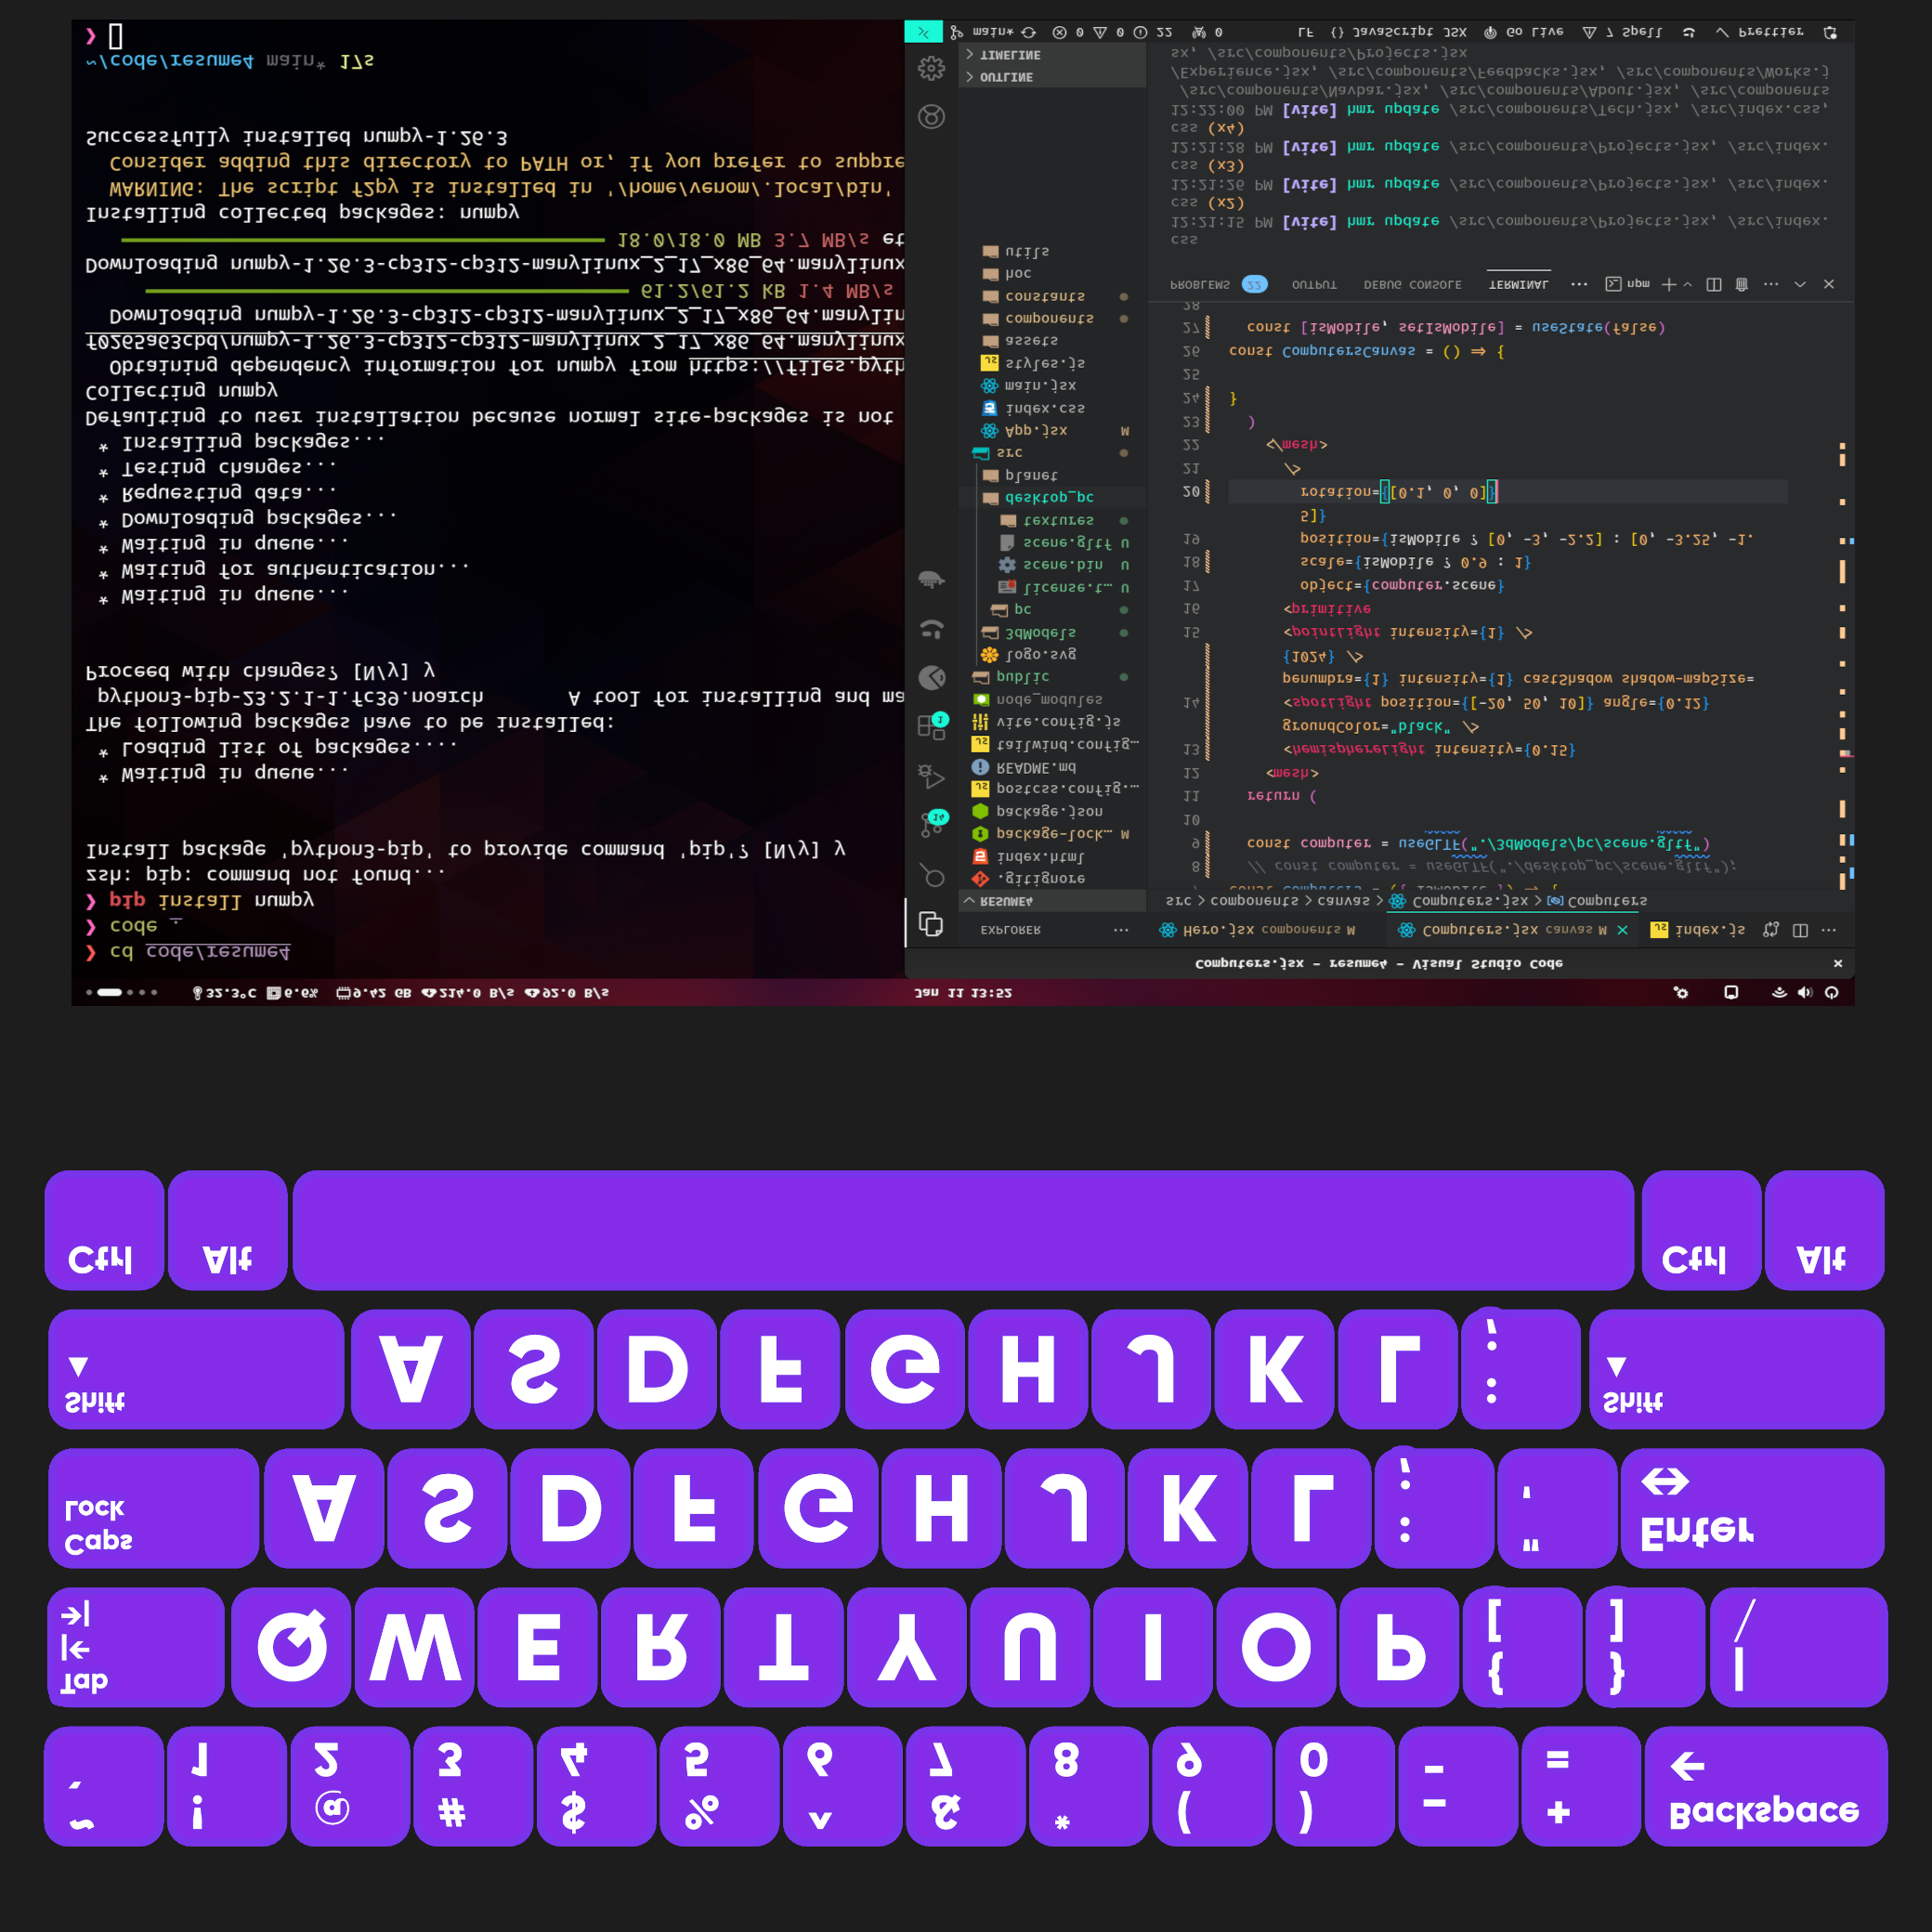 ~ ` ! 1 @ 2 # 3 $ 4 % 5 ^ 6 & 7 * 8 ( 9 ) 0 - - + = Backspace ←
Tab |← →| Q W E R T Y U I O P { [ } ] | \
Caps Lock A S D F G H J K L : ; " ' Enter ↔
Shift A S D F G H J K L : ; Shift
Ctrl Alt Ctrl Alt
32.3°C 6.6% 9.42 GB 214.0 B/s 92.0 B/s Jan 11 13:52
❯ cd code/resume4
❯ code .
❯ pip install numpy
zsh: pip: command not found...
Install package 'python3-pip' to provide command 'pip'? [N/y] y
* Waiting in queue...
* Loading list of packages....
The following packages have to be installed:
python3-pip-23.2.1-1.fc39.noarch A tool for installing and ma
Proceed with changes? [N/y] y
* Waiting in queue...
* Waiting for authentication...
* Waiting in queue...
* Downloading packages...
* Requesting data...
* Testing changes...
* Installing packages...
Defaulting to user installation because normal site-packages is not
Collecting numpy
Obtaining dependency information for numpy from https://files.pyth
f0265a63cbd/numpy-1.26.3-cp312-cp312-manylinux_2_17_x86_64.manylinux
Downloading numpy-1.26.3-cp312-cp312-manylinux_2_17_x86_64.manylin
61.2/61.2 kB 1.4 MB/s
Downloading numpy-1.26.3-cp312-cp312-manylinux_2_17_x86_64.manylinux
18.0/18.0 MB 3.7 MB/s et
Installing collected packages: numpy
WARNING: The script f2py is installed in '/home/venom/.local/bin'
Consider adding this directory to PATH or, if you prefer to suppre
Successfully installed numpy-1.26.3
~/code/resume4 main* 17s
❯
Computers.jsx - resume4 - Visual Studio Code
EXPLORER ...
RESUME4
.gitignore
index.html
package-lock... M
package.json
postcss.config....
README.md
tailwind.config...
vite.config.js
node_modules
public
logo.svg
3dModels
pc
license.t... U
scene.bin U
scene.gltf U
textures
desktop_pc
planet
src
App.jsx M
index.css
main.jsx
styles.js
assets
components
constants
hoc
utils
OUTLINE
TIMELINE
14
1
Hero.jsx components M Computers.jsx canvas M index.js ...
src > components > canvas > Computers.jsx > Computers
8 // const computer = useGLTF("./desktop_pc/scene.gltf");
9 const computer = useGLTF("./3dModels/pc/scene.gltf")
10
11 return (
12 <mesh>
13 <hemisphereLight intensity={0.15}
groundColor="black" />
14 <spotLight position={[-20, 50, 10]} angle={0.12}
penumbra={1} intensity={1} castShadow shadow-mapSize=
{1024} />
15 <pointLight intensity={1} />
16 <primitive
17 object={computer.scene}
18 scale={isMobile ? 0.9 : 1}
19 position={isMobile ? [0, -3, -2.2] : [0, -3.25, -1.
5]}
20 rotation={[0.1, 0, 0]}
21 />
22 </mesh>
23 )
24 }
25
26 const ComputersCanvas = () => {
27 const [isMobile, setIsMobile] = useState(false)
28
PROBLEMS 22 OUTPUT DEBUG CONSOLE TERMINAL ... npm ...
css
12:21:15 PM [vite] hmr update /src/components/Projects.jsx, /src/index.
css (x2)
12:21:26 PM [vite] hmr update /src/components/Projects.jsx, /src/index.
css (x3)
12:21:28 PM [vite] hmr update /src/components/Projects.jsx, /src/index.
css (x4)
12:22:00 PM [vite] hmr update /src/components/Tech.jsx, /src/index.css,
/src/components/Navbar.jsx, /src/components/About.jsx, /src/components
/Experience.jsx, /src/components/Feedbacks.jsx, /src/components/Works.j
sx, /src/components/Projects.jsx
main* 0 0 22 0 LF {} JavaScript JSX Go Live 7 Spell Prettier